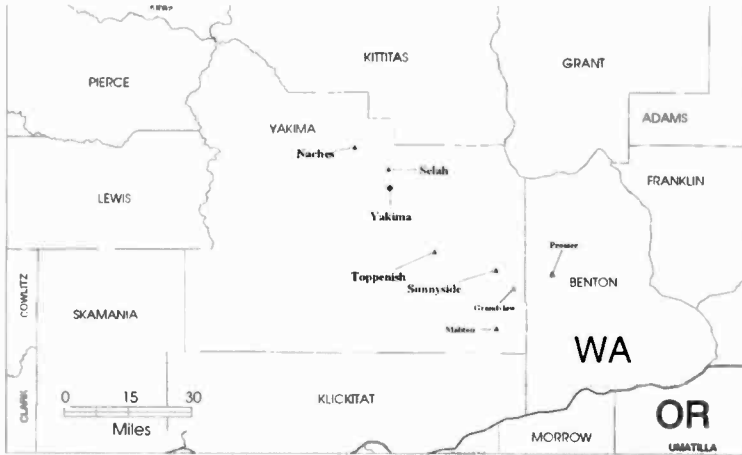 KITTITAS
GRANT
PIERCE
ADAMS
YAKIMA
Naches
Selah
FRANKLIN
Yakima
LEWIS
Prosser
Toppenish
Sunnyside
BENTON
COWLITZ
SKAMANIA
Grandview
Mabton
WA
0 15 30
Miles
CLARK
KLICKITAT
OR
MORROW
UMATILLA